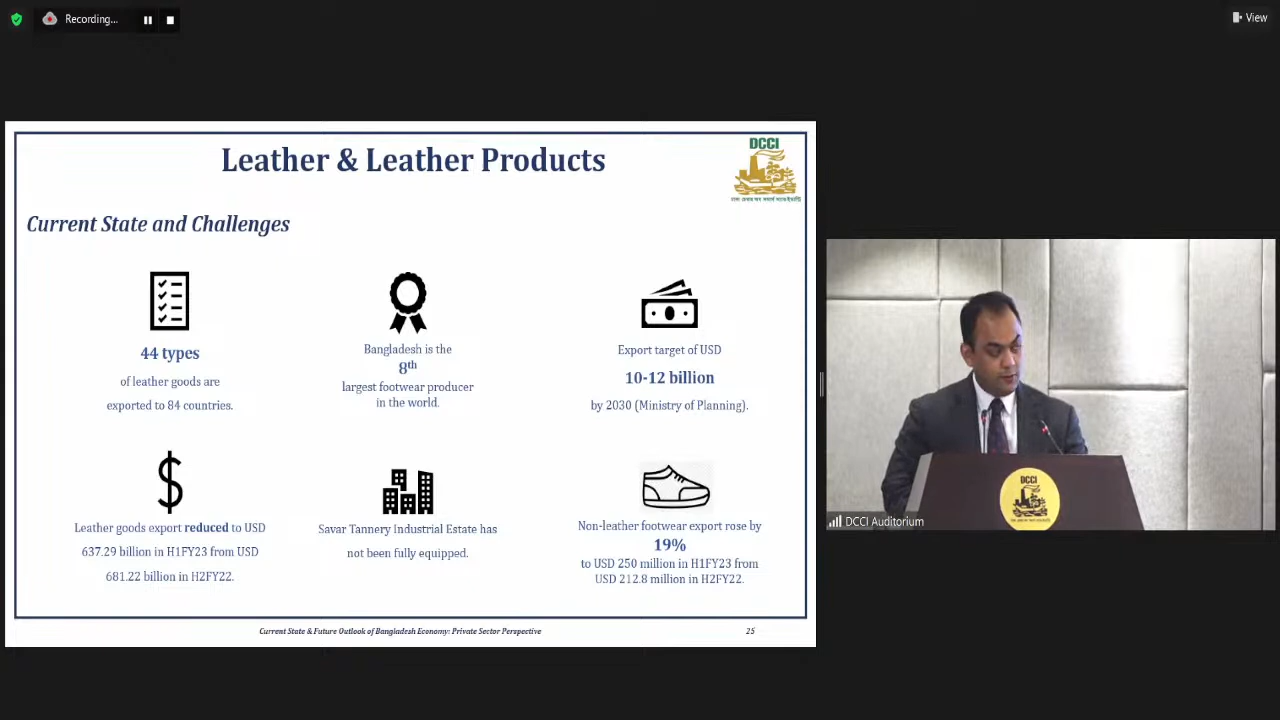 Recording...
View
Leather & Leather Products
DCCI
Current State and Challenges
44 types
of leather goods are
exported to 84 countries.
Bangladesh is the
8th
largest footwear producer
in the world.
Export target of USD
10-12 billion
by 2030 (Ministry of Planning).
Leather goods export reduced to USD
637.29 billion in H1FY23 from USD
681.22 billion in H2FY22.
Savar Tannery Industrial Estate has
not been fully equipped.
Non-leather footwear export rose by
19%
to USD 250 million in H1FY23 from
USD 212.8 million in H2FY22.
Current State & Future Outlook of Bangladesh Economy: Private Sector Perspective
25
DCCI
DCCI Auditorium